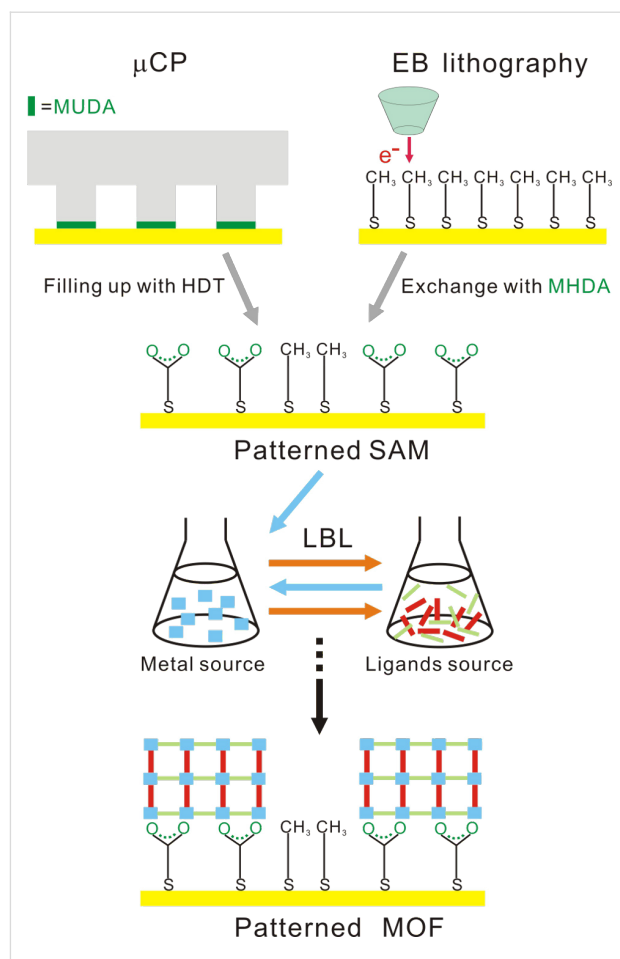 μCP
EB lithography
=MUDA
e-
CH3 CH3 CH3 CH3 CH3 CH3 CH3
S S S S S S S
Filling up with HDT
Exchange with MHDA
O O O O CH3 CH3 O O O O
S S S S S S
Patterned SAM
LBL
Metal source
Ligands source
O O O O CH3 CH3 O O O O
S S S S S S
Patterned MOF